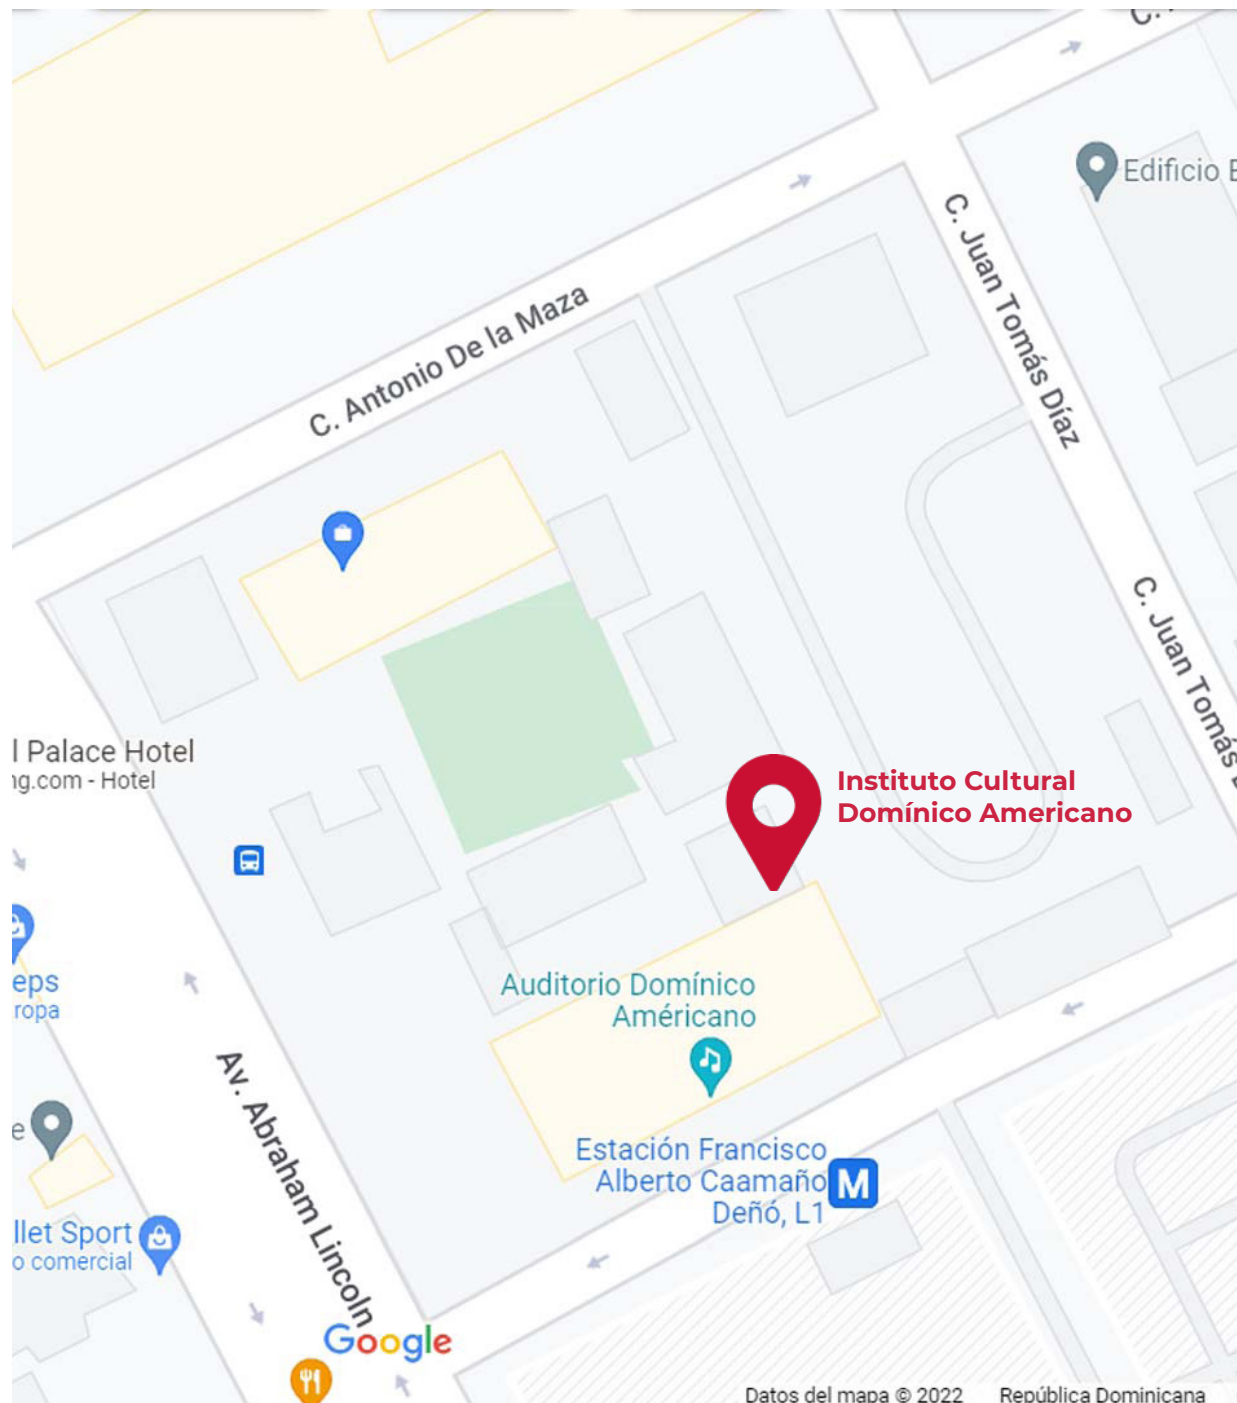 C.
Edificio E
C. Juan Tomás Díaz
C. Antonio De la Maza
C. Juan Tomás
l Palace Hotel
ng.com - Hotel
Instituto Cultural
Domínico Americano
eps
ropa
Auditorio Domínico
Américano
Av. Abraham Lincoln
e
Estación Francisco
Alberto Caamaño
Deñó, L1
M
llet Sport
o comercial
Google
Datos del mapa © 2022 República Dominicana